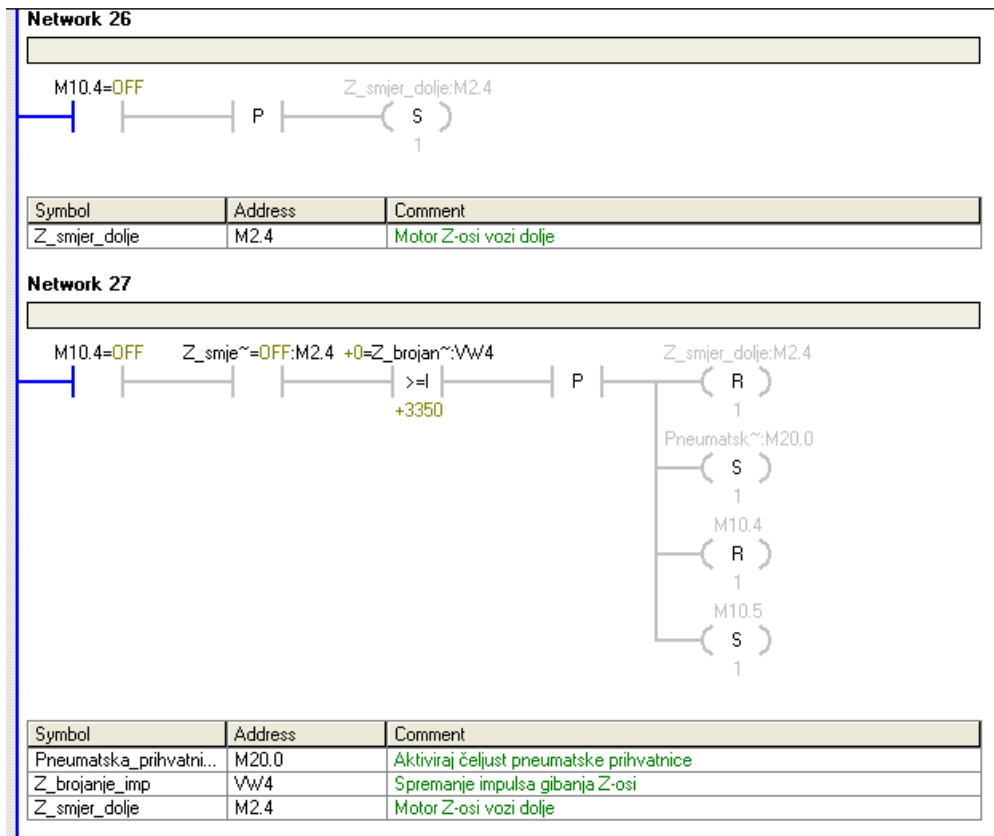 Network 26
M10.4=OFF Z_smjer_dolje:M2.4
P S
1
Symbol Address Comment
Z_smjer_dolje M2.4 Motor Z-osi vozi dolje
Network 27
M10.4=OFF Z_smje~=OFF:M2.4 +0=Z_brojan~:VW4 Z_smjer_dolje:M2.4
>=I P R
+3350 1
Pneumatsk~:M20.0
S
1
M10.4
R
1
M10.5
S
1
Symbol Address Comment
Pneumatska_prihvatni... M20.0 Aktiviraj čeljust pneumatske prihvatnice
Z_brojanje_imp VW4 Spremanje impulsa gibanja Z-osi
Z_smjer_dolje M2.4 Motor Z-osi vozi dolje